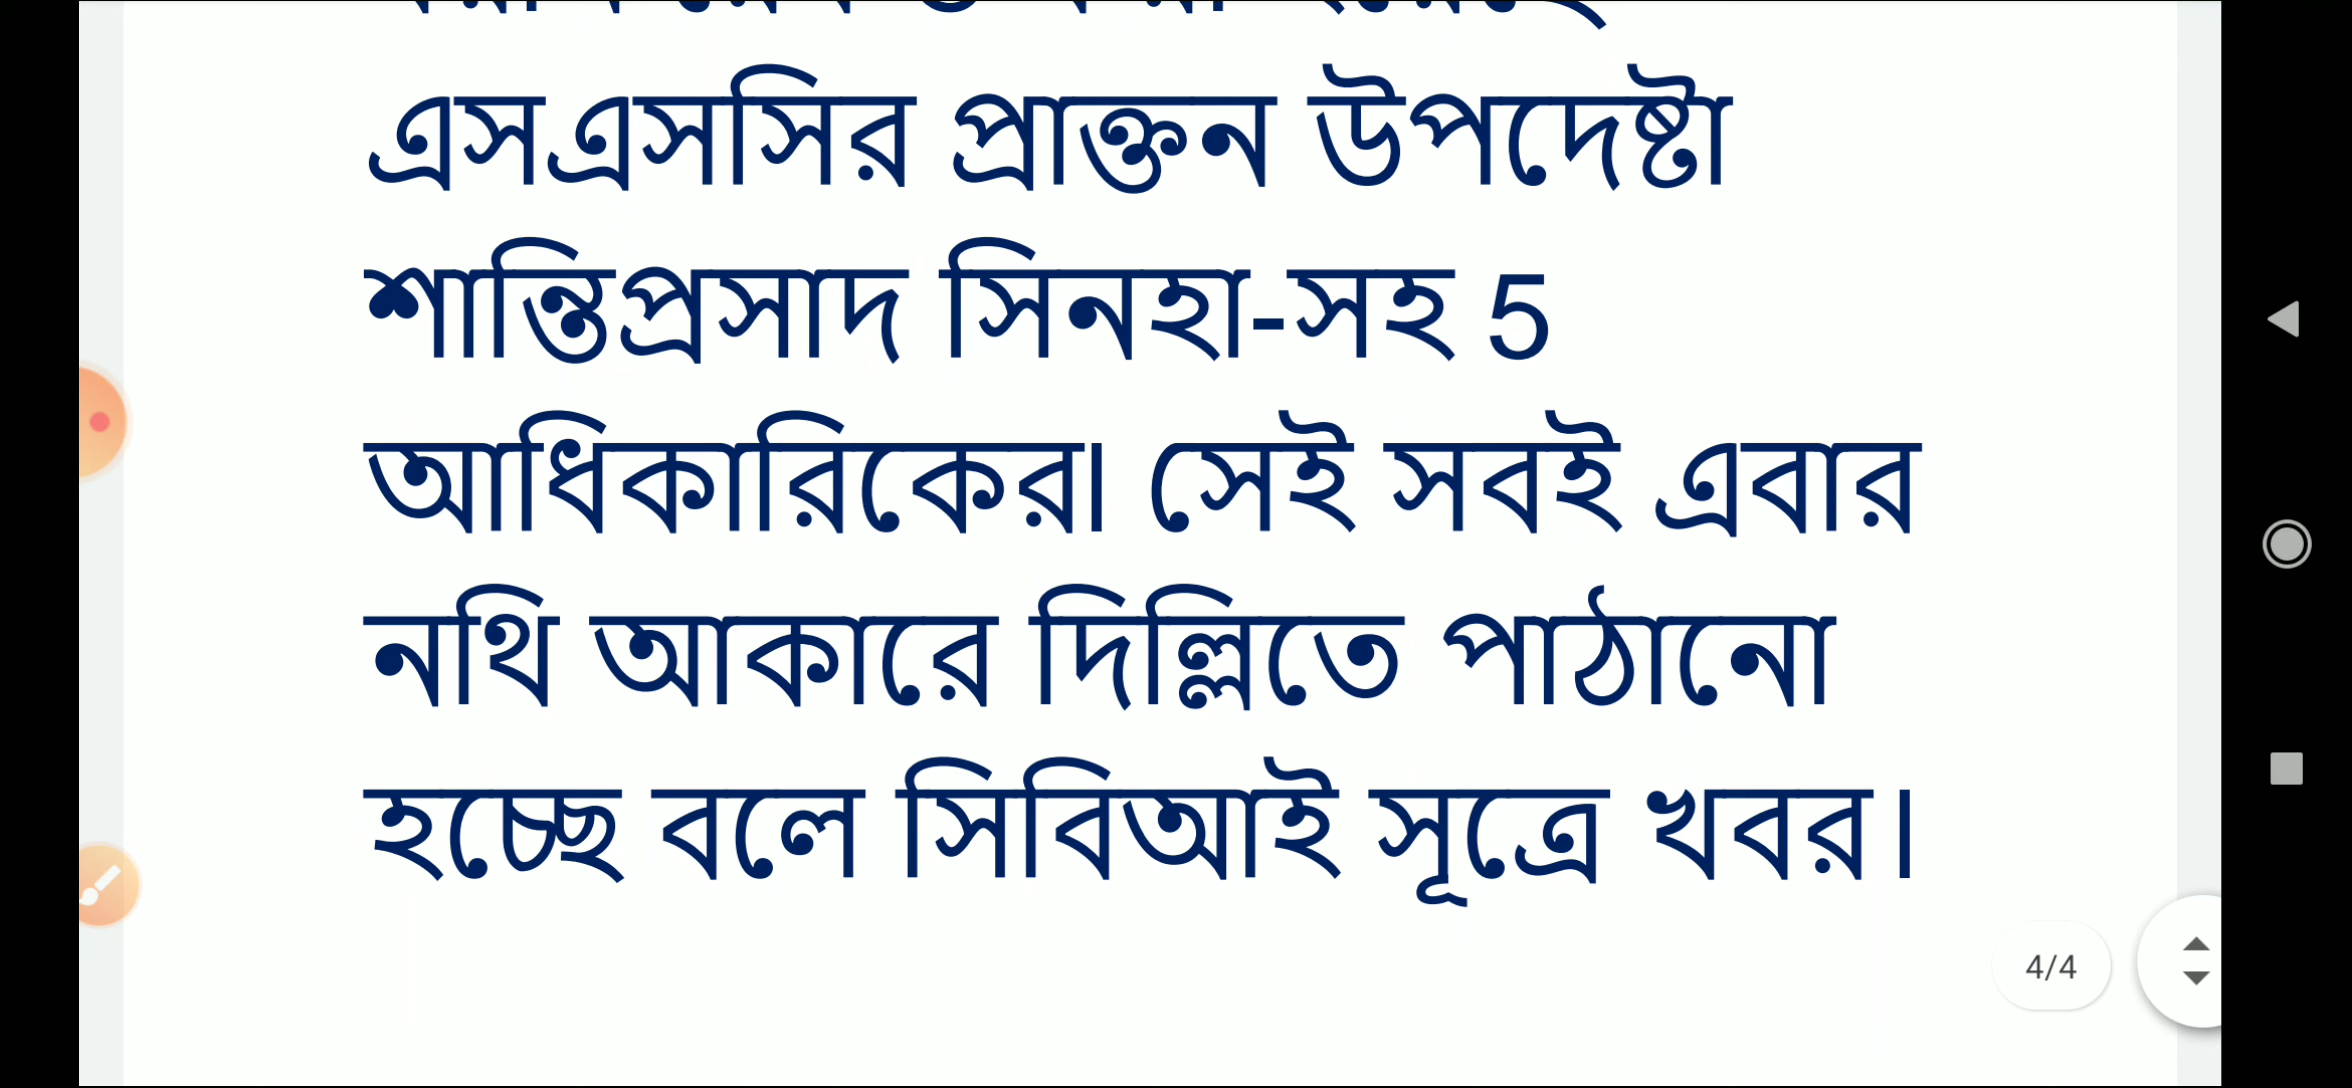 এসএসসির প্রাক্তন উপদেষ্টা
শান্তিপ্রসাদ সিনহা-সহ 5
আধিকারিকের। সেই সবই এবার
নথি আকারে দিল্লিতে পাঠানো
হচ্ছে বলে সিবিআই সূত্রে খবর।
4/4